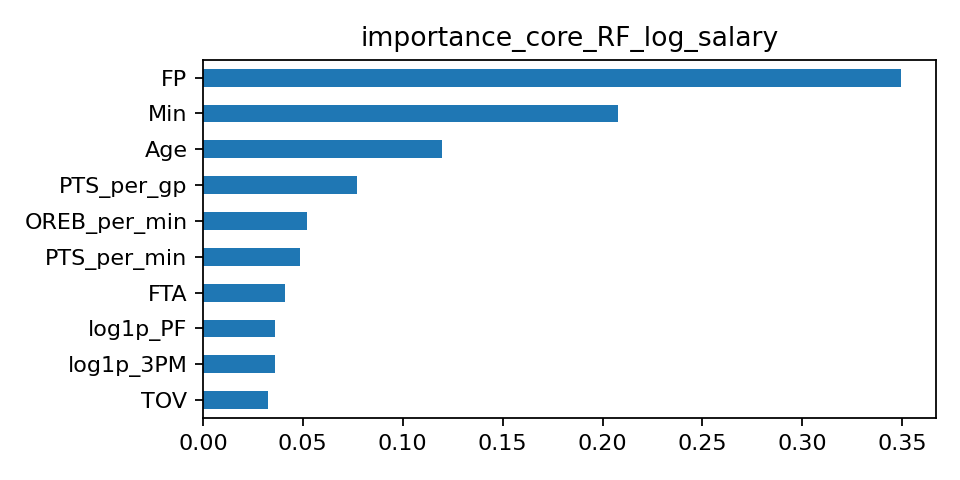 importance_core_RF_log_salary
FP
Min
Age
PTS_per_gp
OREB_per_min
PTS_per_min
FTA
log1p_PF
log1p_3PM
TOV
0.00 0.05 0.10 0.15 0.20 0.25 0.30 0.35